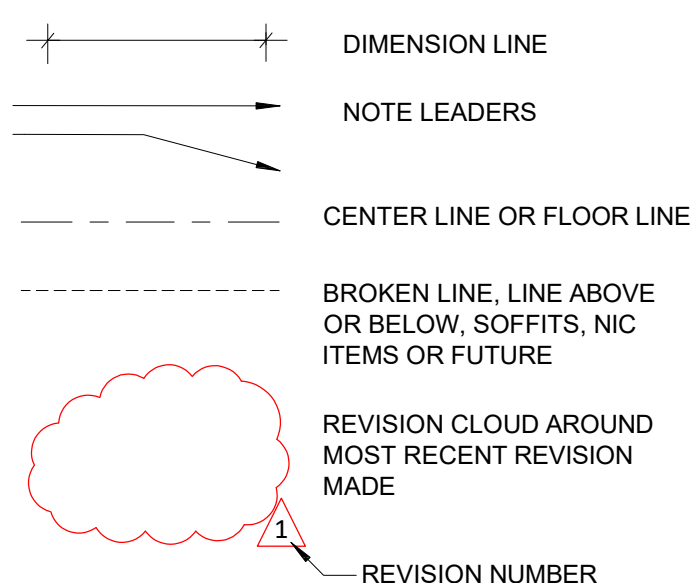 DIMENSION LINE
NOTE LEADERS
CENTER LINE OR FLOOR LINE
BROKEN LINE, LINE ABOVE
OR BELOW, SOFFITS, NIC
ITEMS OR FUTURE
REVISION CLOUD AROUND
MOST RECENT REVISION
MADE
1
REVISION NUMBER